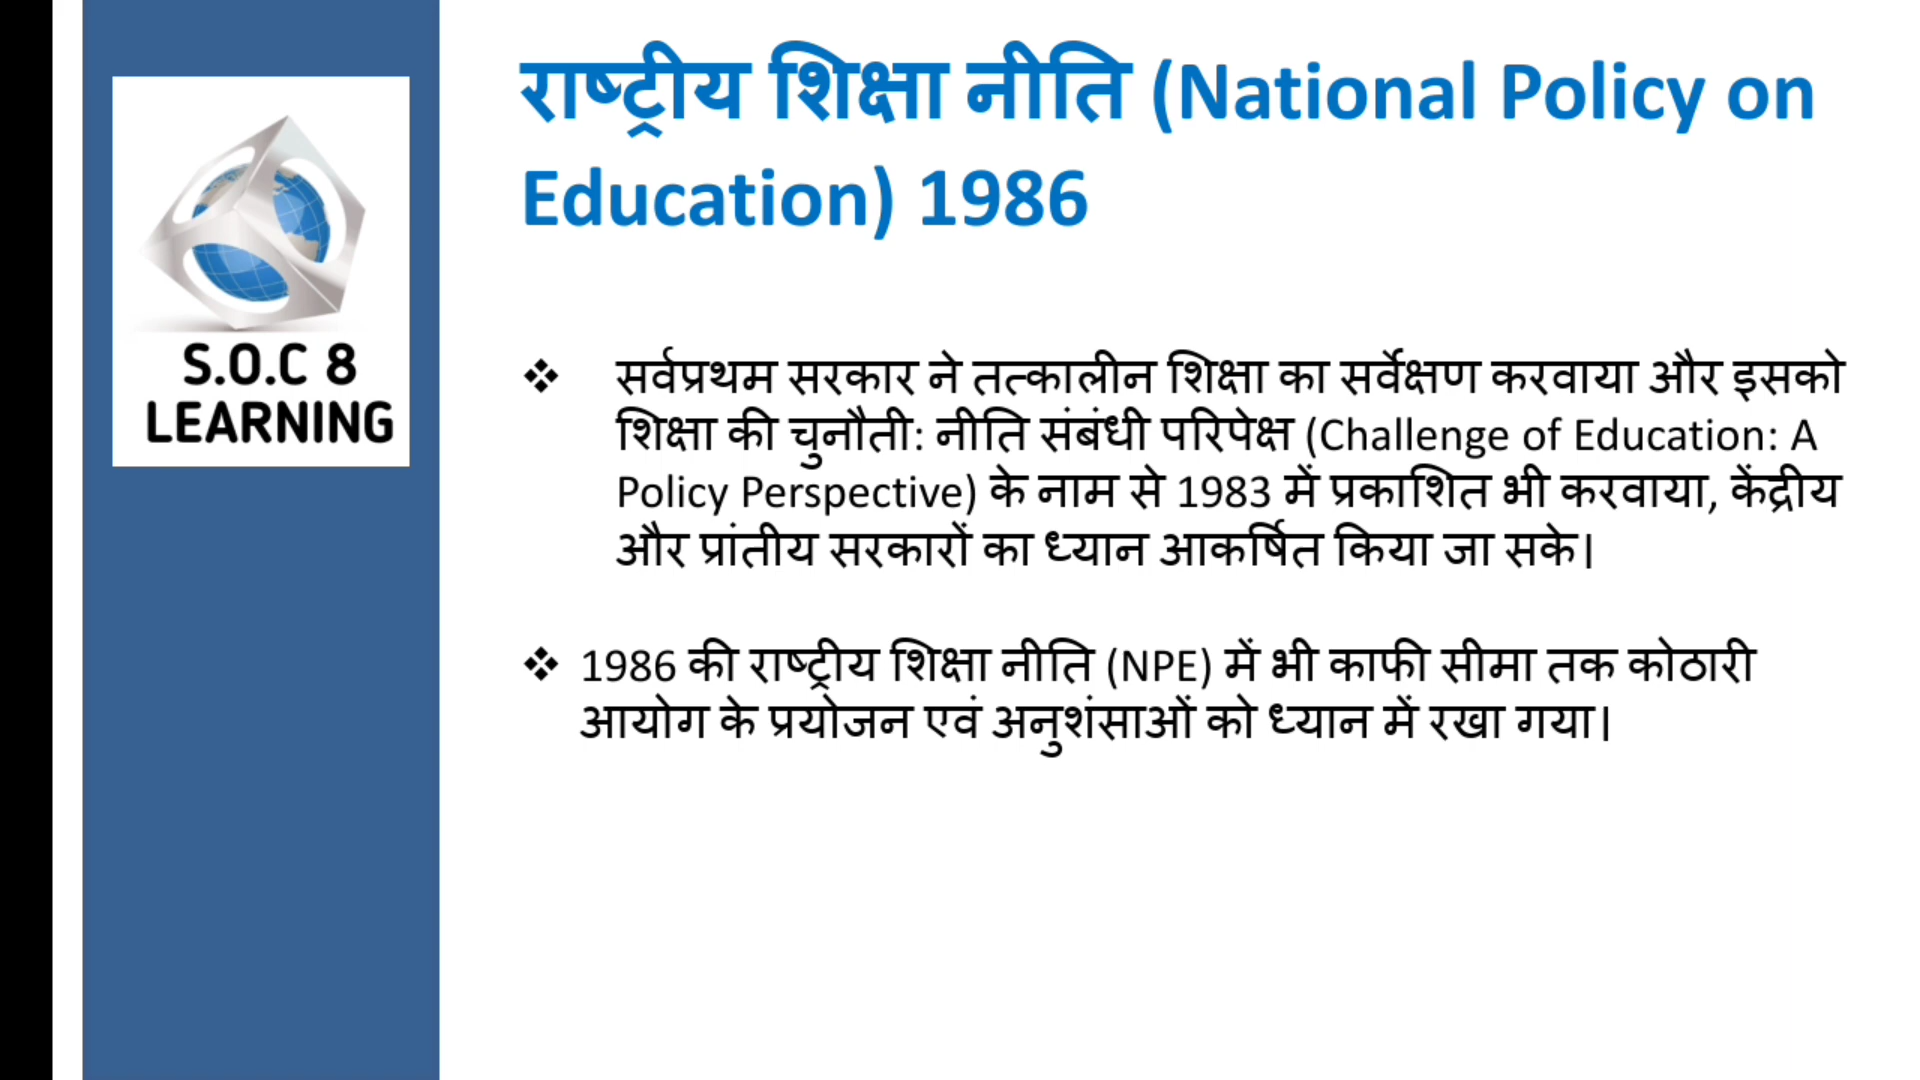 S.O.C 8
LEARNING
राष्ट्रीय शिक्षा नीति (National Policy on
Education) 1986
❖ सर्वप्रथम सरकार ने तत्कालीन शिक्षा का सर्वेक्षण करवाया और इसको
शिक्षा की चुनौती: नीति संबंधी परिपेक्ष (Challenge of Education: A
Policy Perspective) के नाम से 1983 में प्रकाशित भी करवाया, केंद्रीय
और प्रांतीय सरकारों का ध्यान आकर्षित किया जा सके।
❖ 1986 की राष्ट्रीय शिक्षा नीति (NPE) में भी काफी सीमा तक कोठारी
आयोग के प्रयोजन एवं अनुशंसाओं को ध्यान में रखा गया।